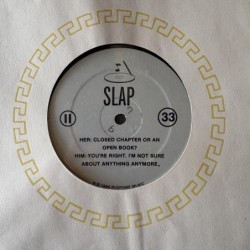 SLAP
II
33
HER: CLOSED CHAPTER OR AN
OPEN BOOK?
HIM: YOU'RE RIGHT. I'M NOT SURE
ABOUT ANYTHING ANYMORE..